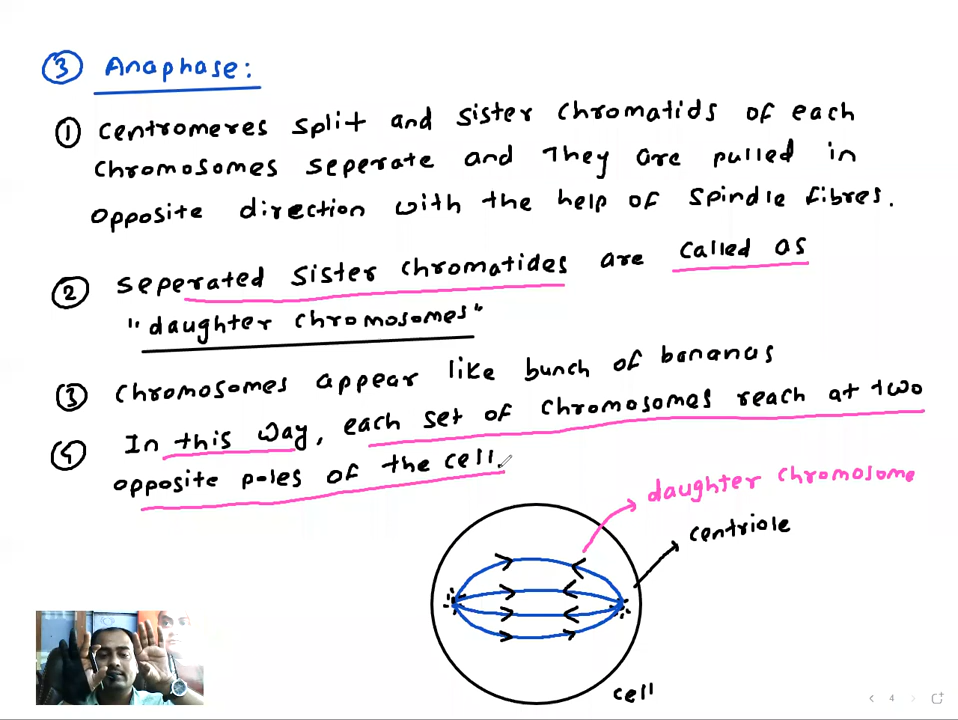 ③ Anaphase:
① Centromeres split and sister chromatids of each
chromosomes seperate and They are pulled in
opposite direction with the help of spindle fibres.
② seperated sister chromatides are called as
"daughter chromosomes"
③ chromosomes appear like bunch of bananas
④ In this way, each set of chromosomes reach at two
opposite poles of the cell.
daughter chromosome
centriole
cell
4